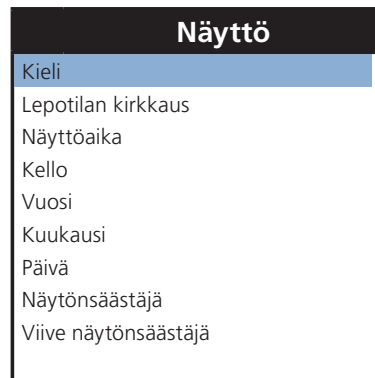 Näyttö
Kieli
Lepotilan kirkkaus
Näyttöaika
Kello
Vuosi
Kuukausi
Päivä
Näytönsäästäjä
Viive näytönsäästäjä